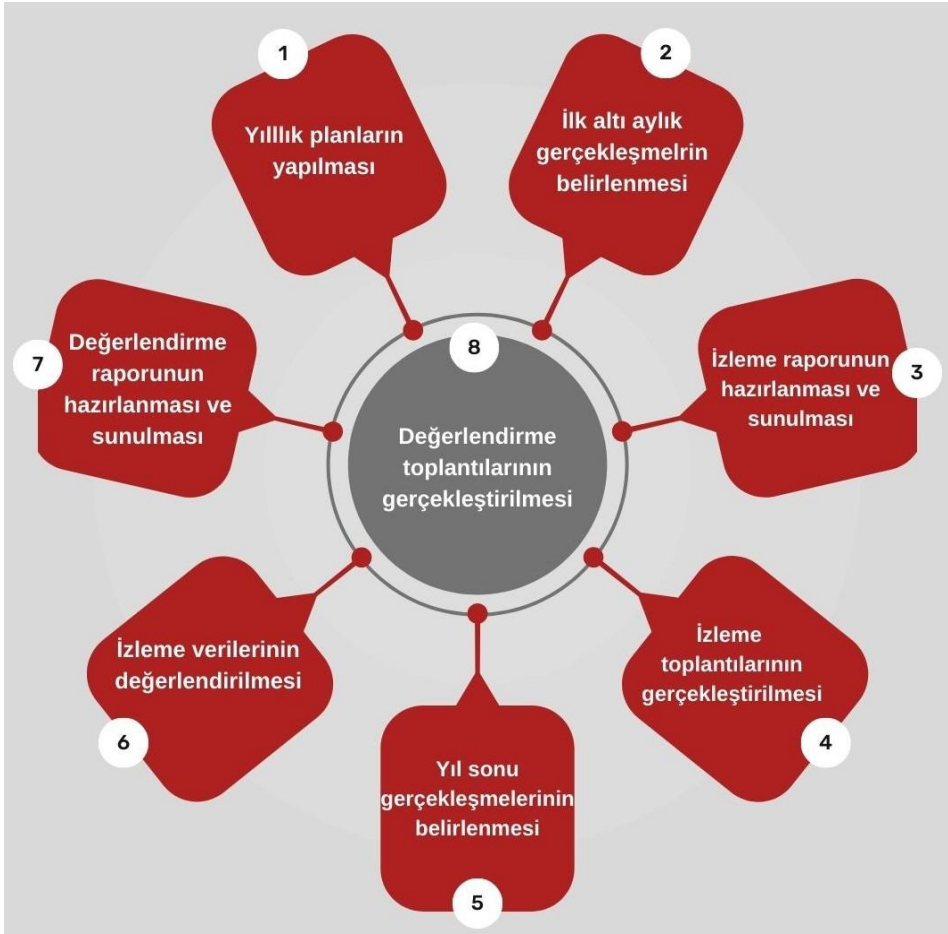 1
Yılllık planların
yapılması
2
İlk altı aylık
gerçekleşmelrin
belirlenmesi
3
İzleme raporunun
hazırlanması ve
sunulması
4
İzleme
toplantılarının
gerçekleştirilmesi
5
Yıl sonu
gerçekleşmelerinin
belirlenmesi
6
İzleme verilerinin
değerlendirilmesi
7
Değerlendirme
raporunun
hazırlanması ve
sunulması
8
Değerlendirme
toplantılarının
gerçekleştirilmesi